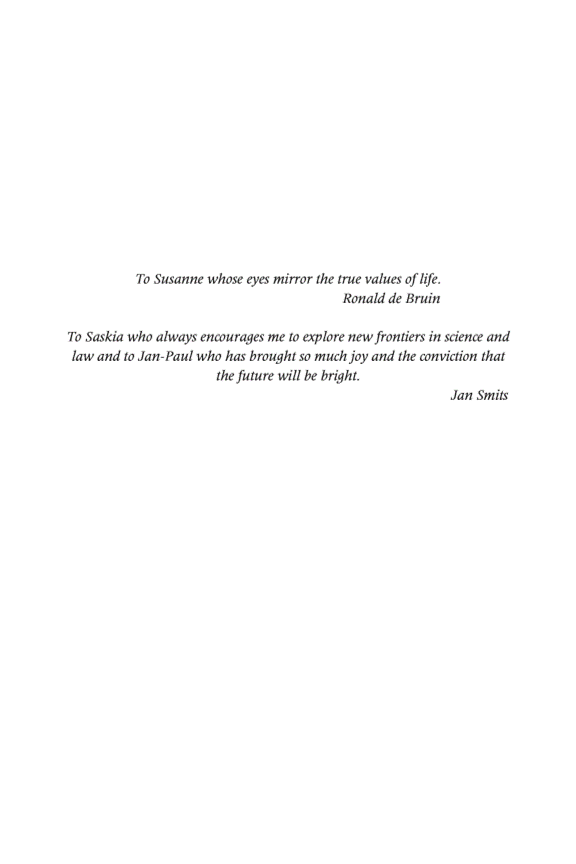 To Susanne whose eyes mirror the true values of life.
Ronald de Bruin
To Saskia who always encourages me to explore new frontiers in science and
law and to Jan-Paul who has brought so much joy and the conviction that
the future will be bright.
Jan Smits